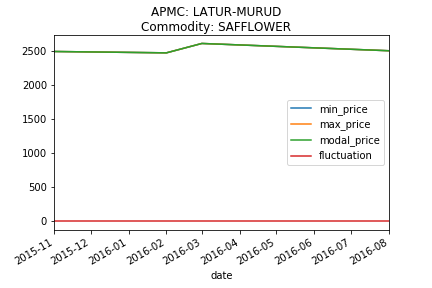 APMC: LATUR-MURUD
Commodity: SAFFLOWER
2500
2000
1500
1000
500
0
min_price
max_price
modal_price
fluctuation
2015-11
2015-12
2016-01
2016-02
2016-03
2016-04
2016-05
2016-06
2016-07
2016-08
date